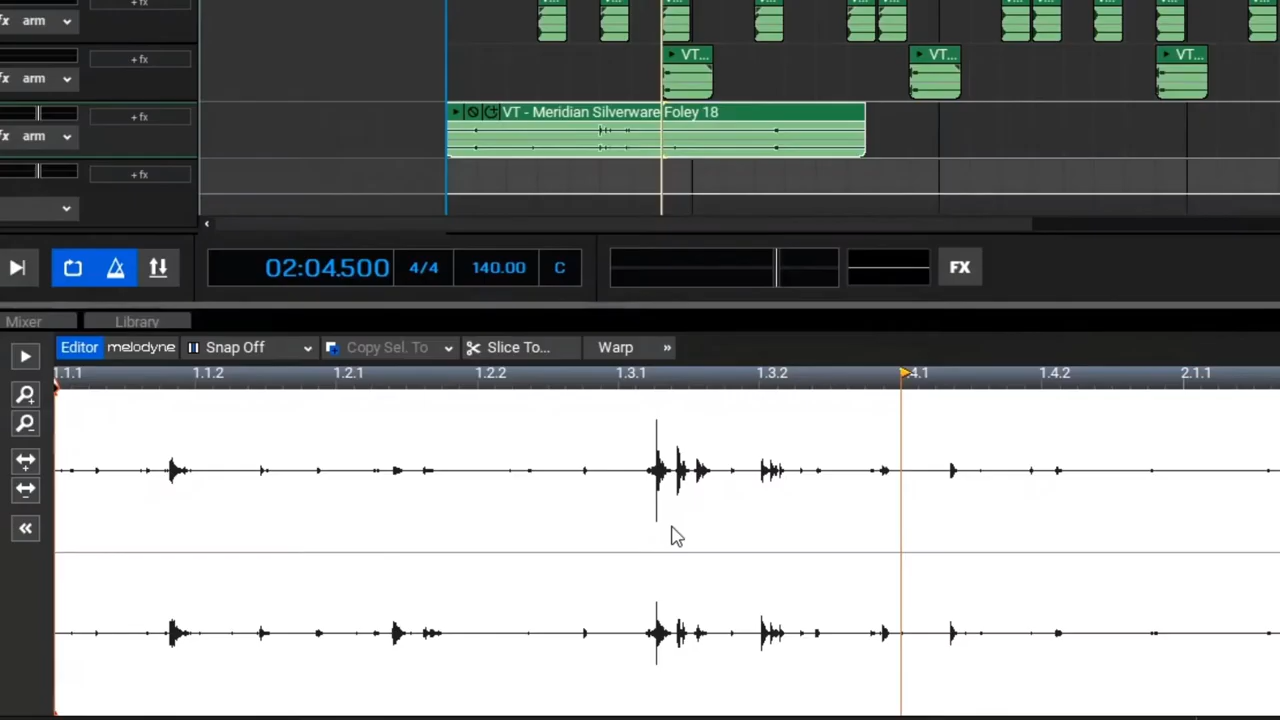 fx arm
+ fx
VT... VT... VT...
fx arm
+ fx
VT - Meridian Silverware Foley 18
fx arm
+ fx
+ fx
02:04.500 4/4 140.00 C FX
Mixer Library
Editor melodyne Snap Off Copy Sel. To Slice To... Warp »
1.1.1 1.1.2 1.2.1 1.2.2 1.3.1 1.3.2 4.1 1.4.2 2.1.1